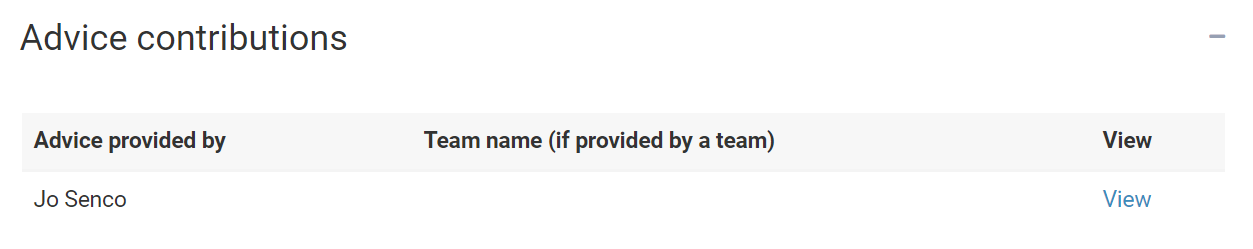 Advice contributions
Advice provided by Team name (if provided by a team) View
Jo Senco View